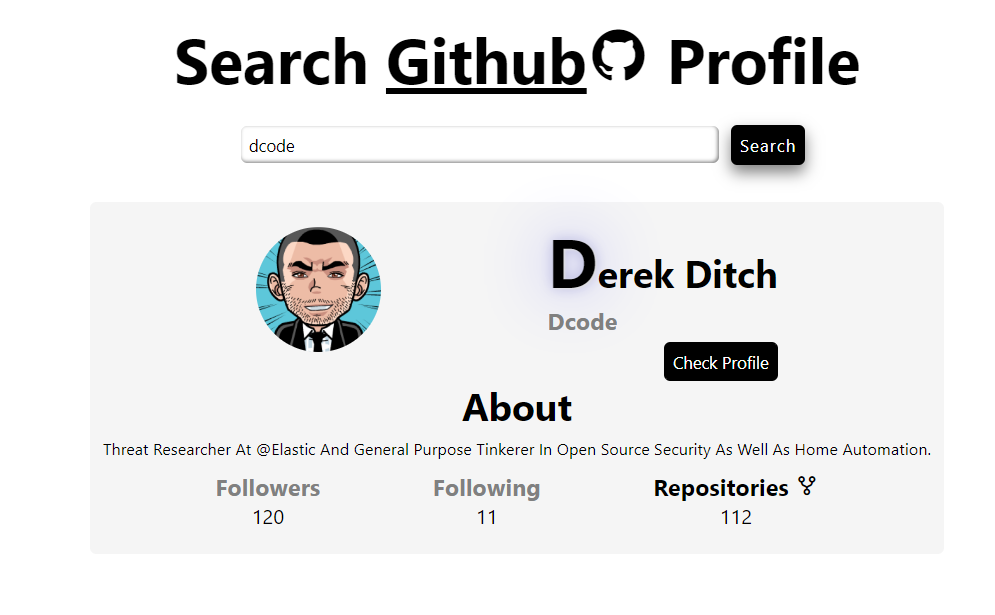 Search Github Profile
dcode
Search
Derek Ditch
Dcode
Check Profile
About
Threat Researcher At @Elastic And General Purpose Tinkerer In Open Source Security As Well As Home Automation.
Followers Following Repositories
120 11 112